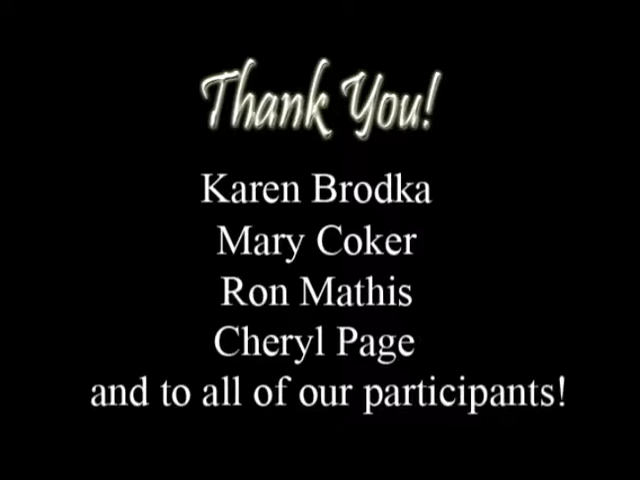 Thank You!
Karen Brodka
Mary Coker
Ron Mathis
Cheryl Page
and to all of our participants!